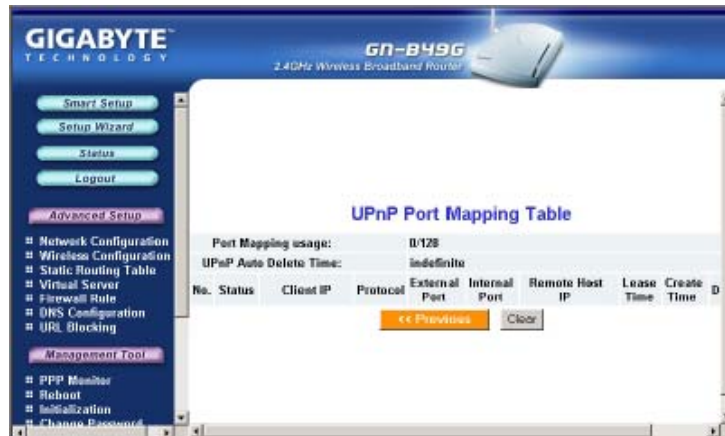 GIGABYTE
TECHNOLOGY
GN-B49G
2.4GHz Wireless Broadband Router
Smart Setup
Setup Wizard
Status
Logout
Advanced Setup
Network Configuration
Wireless Configuration
Static Routing Table
Virtual Server
Firewall Rule
DNS Configuration
URL Blocking
Management Tool
PPP Monitor
Reboot
Initialization
Change Password
UPnP Port Mapping Table
Port Mapping usage: 0/128
UPnP Auto Delete Time: indefinite
No. Status Client IP Protocol External Port Internal Port Remote Host IP Lease Time Create Time D
<< Previous Clear